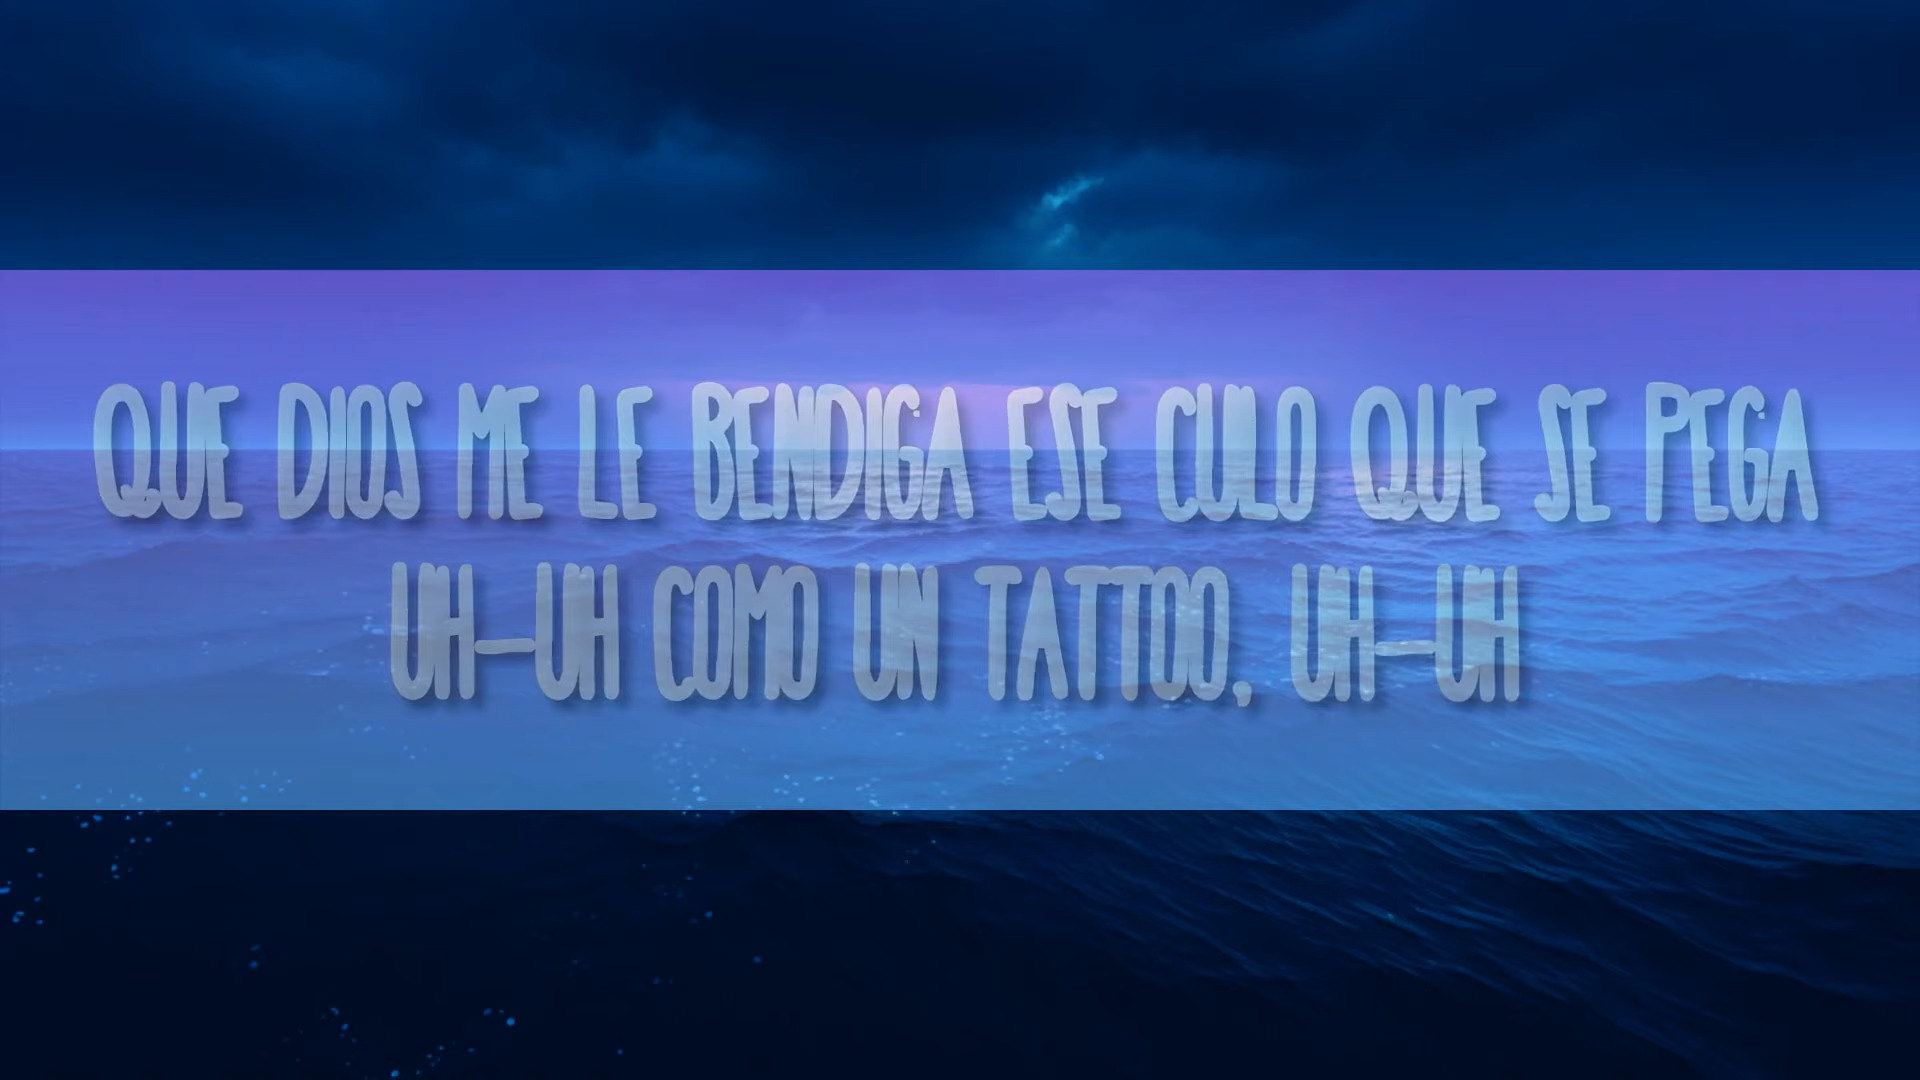 QUE DIOS ME LE BENDIGA ESE CULO QUE SE PEGA
UH-UH COMO UN TATTOO, UH-UH